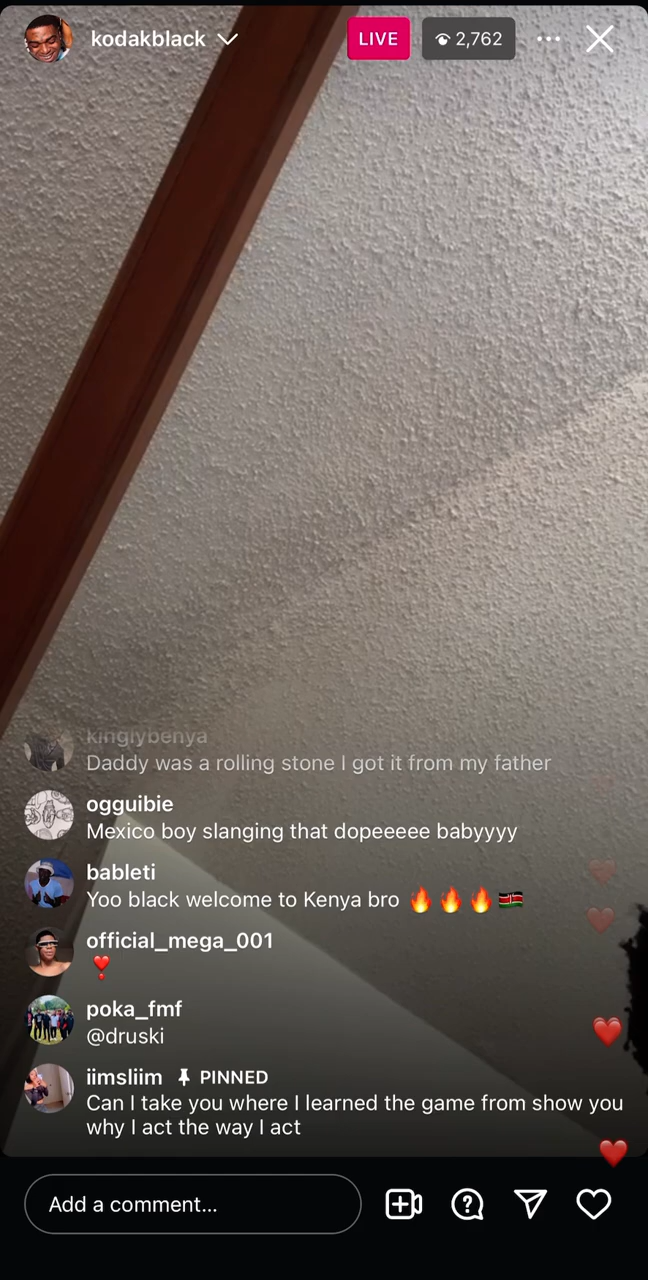 kodakblack
LIVE
2,762
kinglybenya
Daddy was a rolling stone I got it from my father
ogguibie
Mexico boy slanging that dopeeeee babyyyy
bableti
Yoo black welcome to Kenya bro 🔥🔥🔥🇰🇪
official_mega_001
❣️
poka_fmf
@druski
iimsliim PINNED
Can I take you where I learned the game from show you
why I act the way I act
Add a comment...